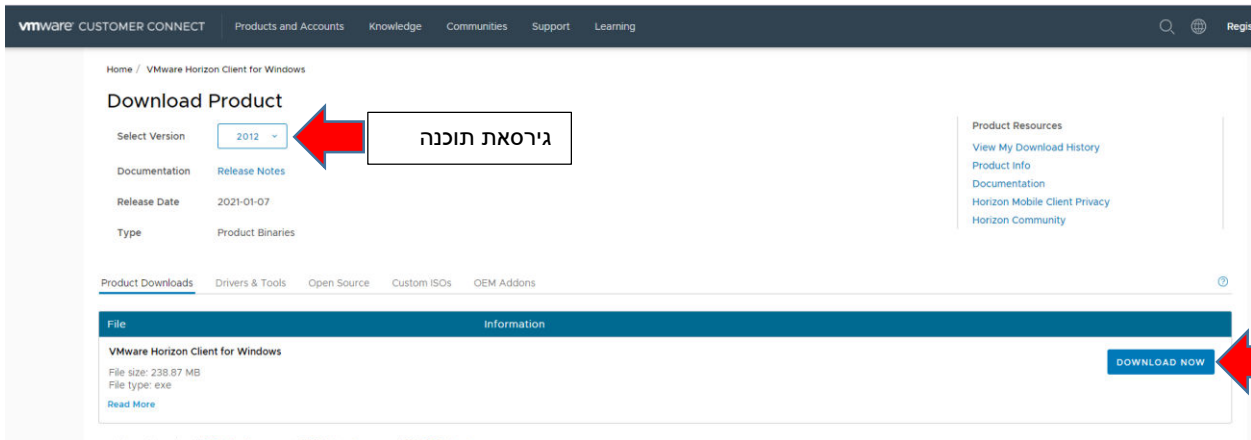 vmware CUSTOMER CONNECT Products and Accounts Knowledge Communities Support Learning Regis
Home / VMware Horizon Client for Windows
Download Product
Select Version 2012
גירסאת תוכנה
Documentation Release Notes
Release Date 2021-01-07
Type Product Binaries
Product Resources
View My Download History
Product Info
Documentation
Horizon Mobile Client Privacy
Horizon Community
Product Downloads Drivers & Tools Open Source Custom ISOs OEM Addons
File Information
VMware Horizon Client for Windows
File size: 238.87 MB
File type: exe
Read More
DOWNLOAD NOW